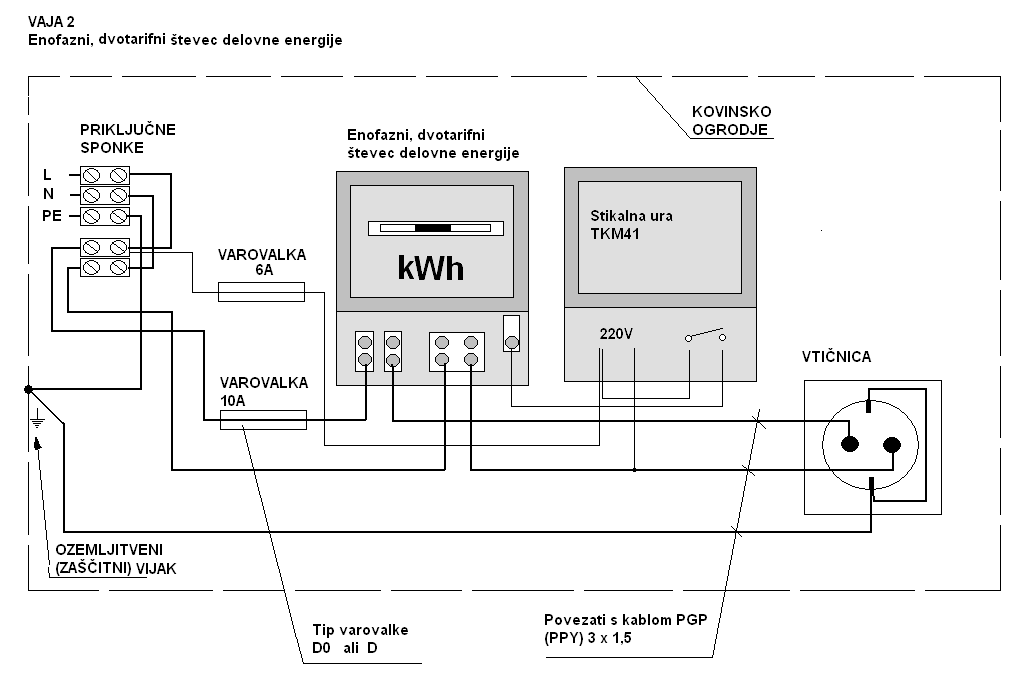 VAJA 2
Enofazni, dvotarifni števec delovne energije
KOVINSKO
OGRODJE
PRIKLJUČNE
SPONKE
Enofazni, dvotarifni
števec delovne energije
L
N
PE
Stikalna ura
TKM41
VAROVALKA
6A
kWh
220V
VTIČNICA
VAROVALKA
10A
OZEMLJITVENI
(ZAŠČITNI) VIJAK
Tip varovalke
D0 ali D
Povezati s kablom PGP
(PPY) 3 x 1,5